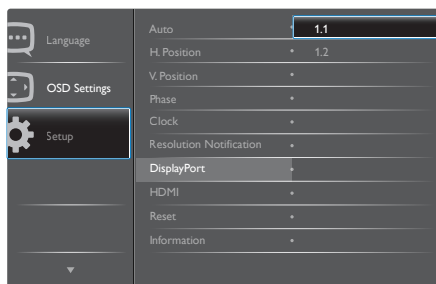 Language
OSD Settings
Setup
Auto
H. Position
V. Position
Phase
Clock
Resolution Notification
DisplayPort
HDMI
Reset
Information
1.1
1.2